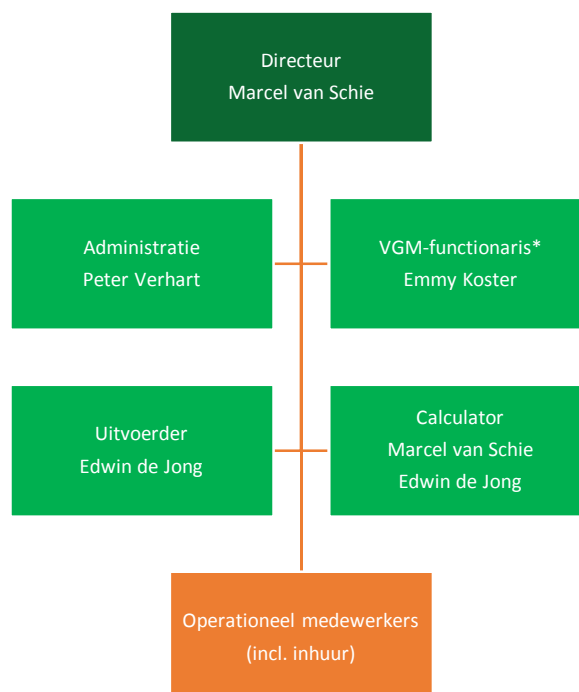 Directeur
Marcel van Schie
Administratie
Peter Verhart
VGM-functionaris*
Emmy Koster
Uitvoerder
Edwin de Jong
Calculator
Marcel van Schie
Edwin de Jong
Operationeel medewerkers
(incl. inhuur)